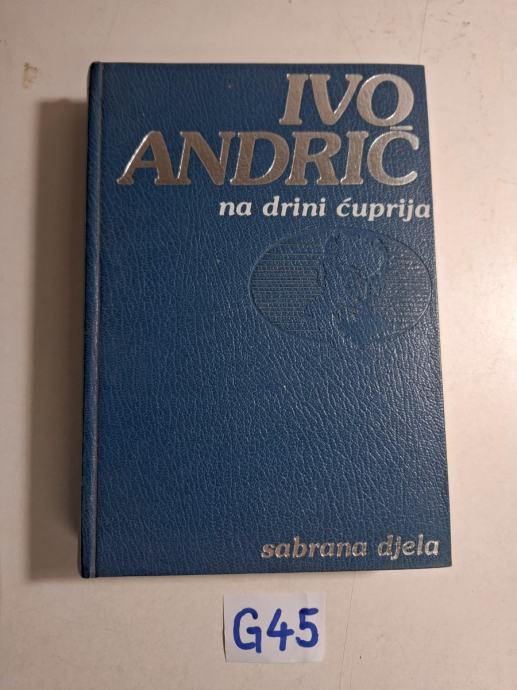 IVO
ANDRIĆ
na drini ćuprija
sabrana djela
G45